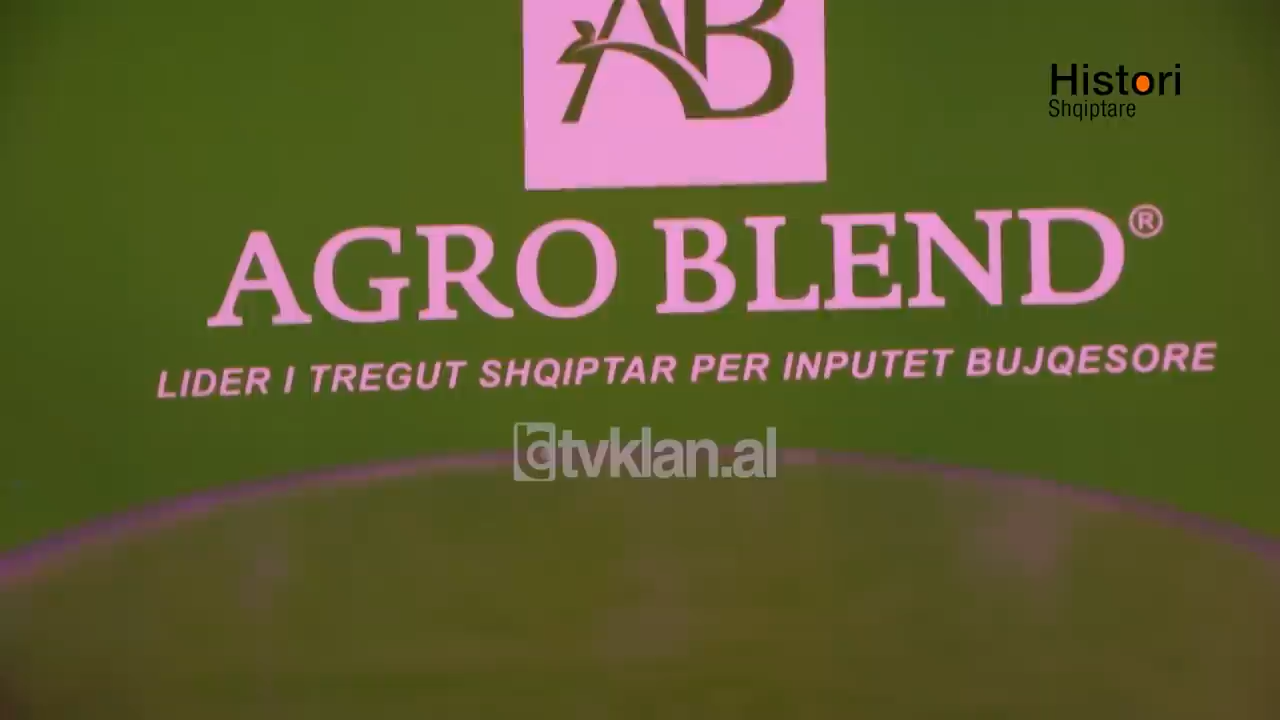 AB
Histori
Shqiptare
AGRO BLEND®
LIDER I TREGUT SHQIPTAR PER INPUTET BUJQESORE
tvklan.al